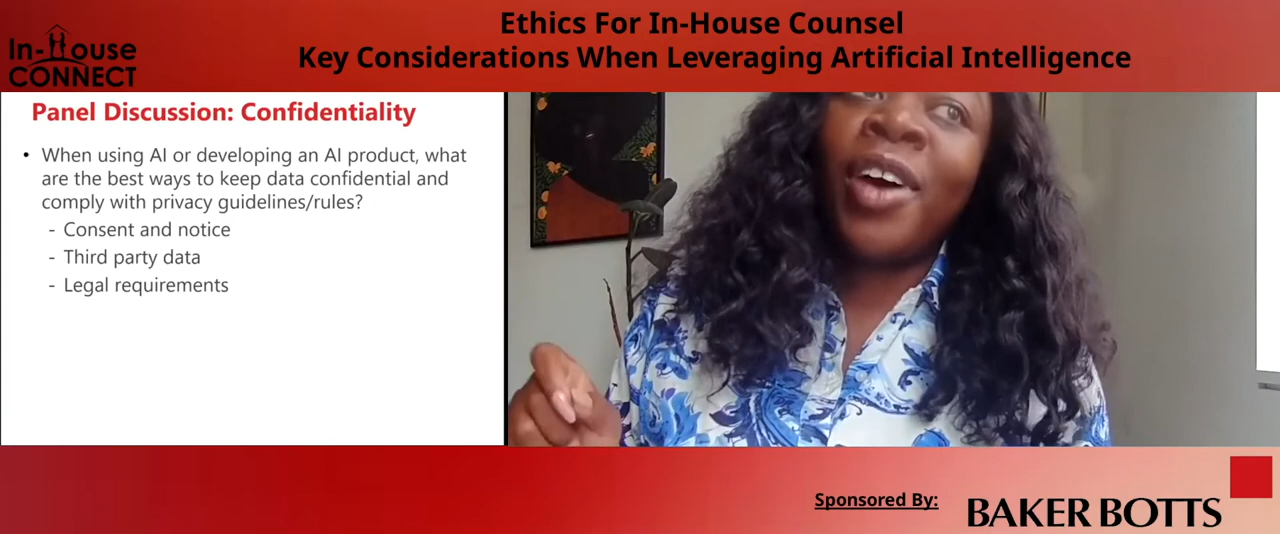 Ethics For In-House Counsel
Key Considerations When Leveraging Artificial Intelligence
In-House
CONNECT
Panel Discussion: Confidentiality
• When using AI or developing an AI product, what
are the best ways to keep data confidential and
comply with privacy guidelines/rules?
- Consent and notice
- Third party data
- Legal requirements
Sponsored By:
BAKER BOTTS